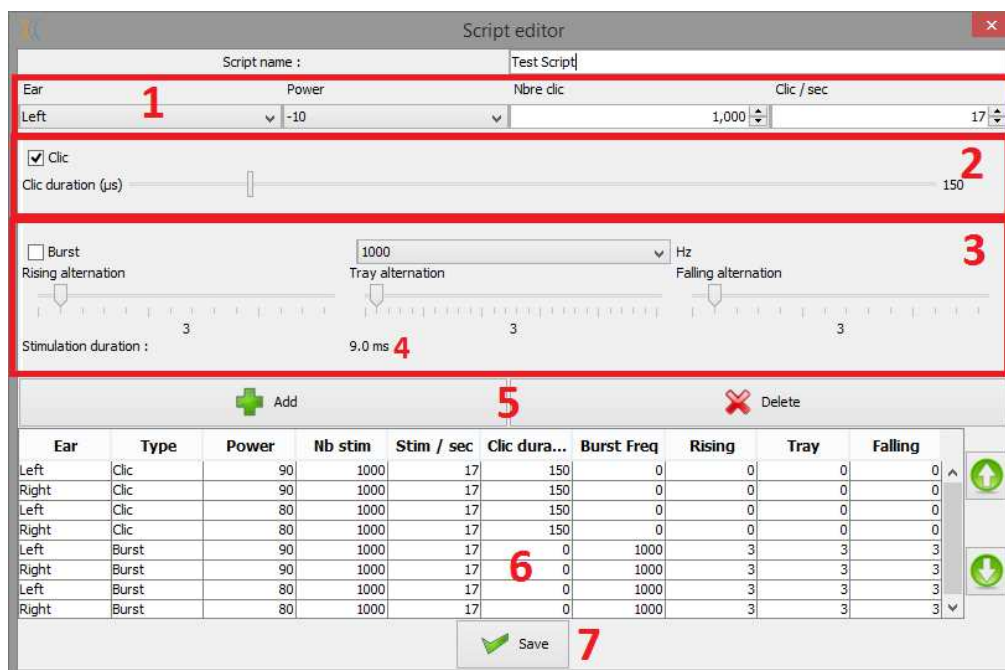 Script editor
Script name : Test Script
Ear Power Nbre clic Clic / sec
1
Left -10 1,000 17
Clic 2
Clic duration (µs) 150
3
Burst 1000 Hz
Rising alternation Tray alternation Falling alternation
3 3 3
Stimulation duration : 9.0 ms 4
Add 5 Delete
Ear Type Power Nb stim Stim / sec Clic dura... Burst Freq Rising Tray Falling
Left Clic 90 1000 17 150 0 0 0 0
Right Clic 90 1000 17 150 0 0 0 0
Left Clic 80 1000 17 150 0 0 0 0
Right Clic 80 1000 17 150 0 0 0 0
Left Burst 90 1000 17 0 1000 3 3 3
Right Burst 90 1000 17 0 1000 3 3 3
6
Left Burst 80 1000 17 0 1000 3 3 3
Right Burst 80 1000 17 0 1000 3 3 3
Save 7